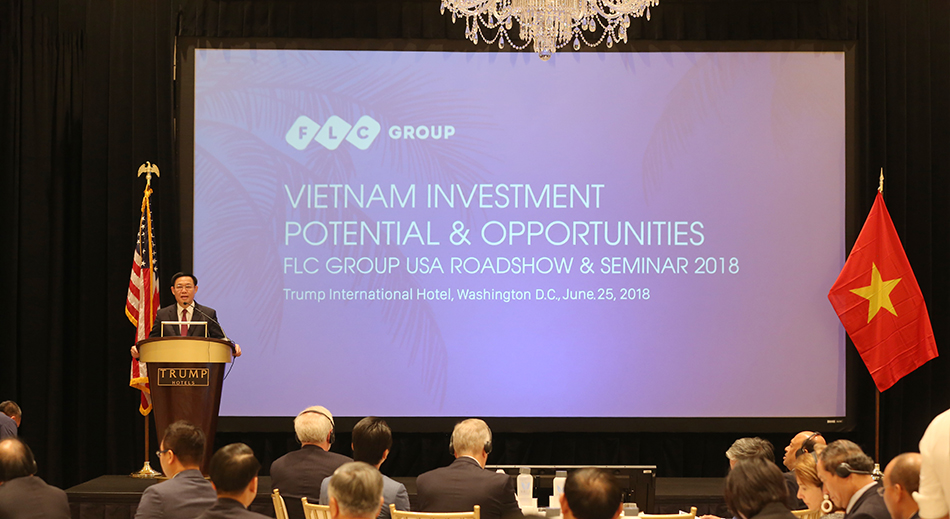 FLC GROUP
VIETNAM INVESTMENT
POTENTIAL & OPPORTUNITIES
FLC GROUP USA ROADSHOW & SEMINAR 2018
Trump International Hotel, Washington D.C., June. 25, 2018
TRUMP
HOTELS